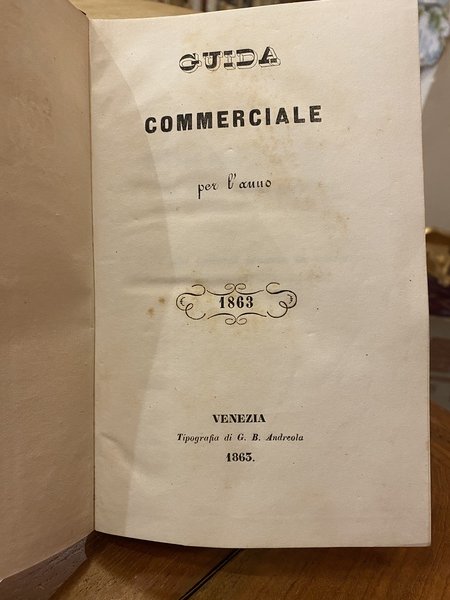 GUIDA
COMMERCIALE
per l'anno
1863
VENEZIA
Tipografia di G. B. Andreola
1863.